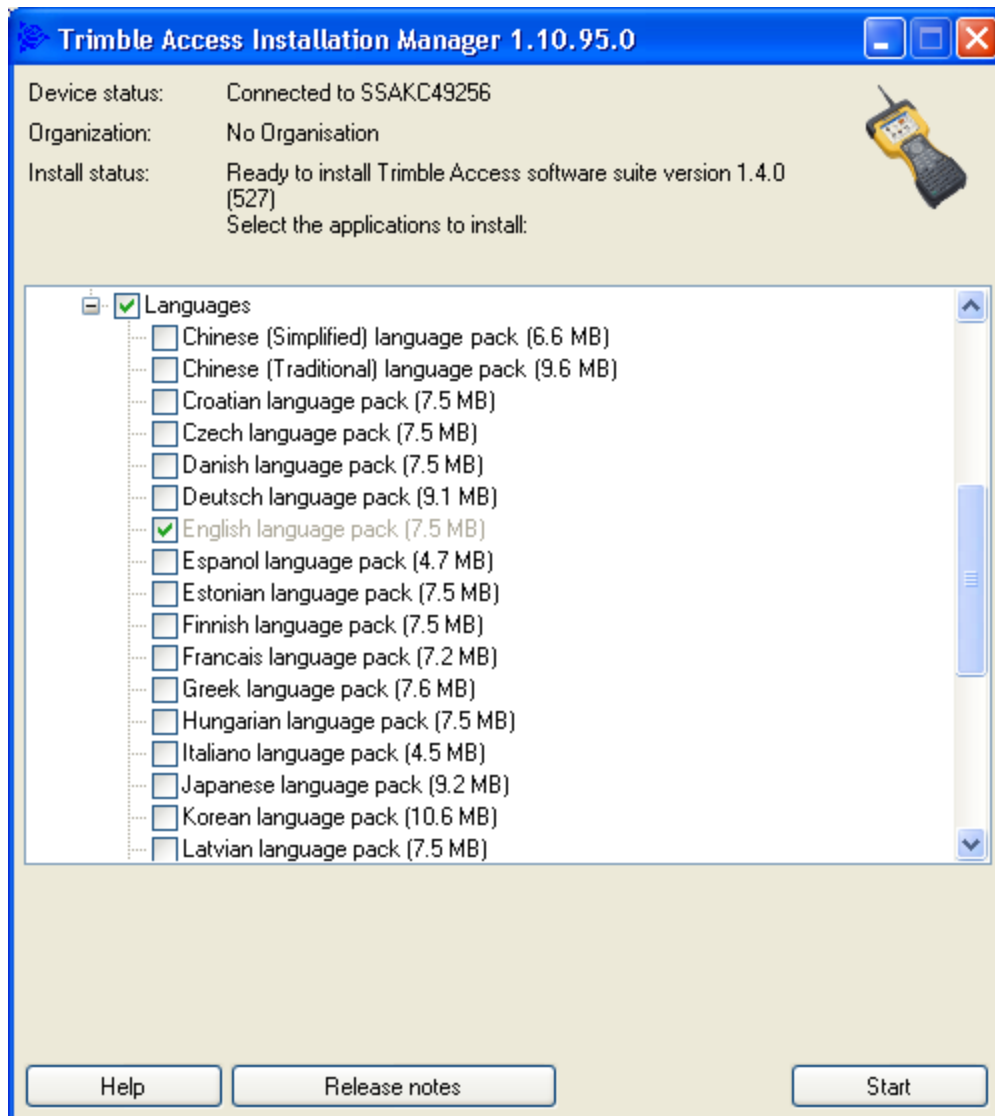 Trimble Access Installation Manager 1.10.95.0
Device status: Connected to SSAKC49256
Organization: No Organisation
Install status: Ready to install Trimble Access software suite version 1.4.0
(527)
Select the applications to install:
Languages
Chinese (Simplified) language pack (6.6 MB)
Chinese (Traditional) language pack (9.6 MB)
Croatian language pack (7.5 MB)
Czech language pack (7.5 MB)
Danish language pack (7.5 MB)
Deutsch language pack (9.1 MB)
English language pack (7.5 MB)
Espanol language pack (4.7 MB)
Estonian language pack (7.5 MB)
Finnish language pack (7.5 MB)
Francais language pack (7.2 MB)
Greek language pack (7.6 MB)
Hungarian language pack (7.5 MB)
Italiano language pack (4.5 MB)
Japanese language pack (9.2 MB)
Korean language pack (10.6 MB)
Latvian language pack (7.5 MB)
Help Release notes Start